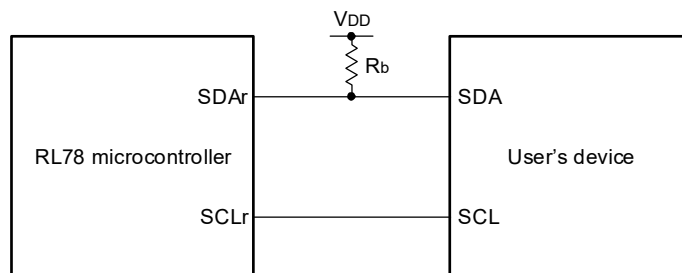 VDD
Rb
SDAr
SDA
RL78 microcontroller
User’s device
SCLr
SCL